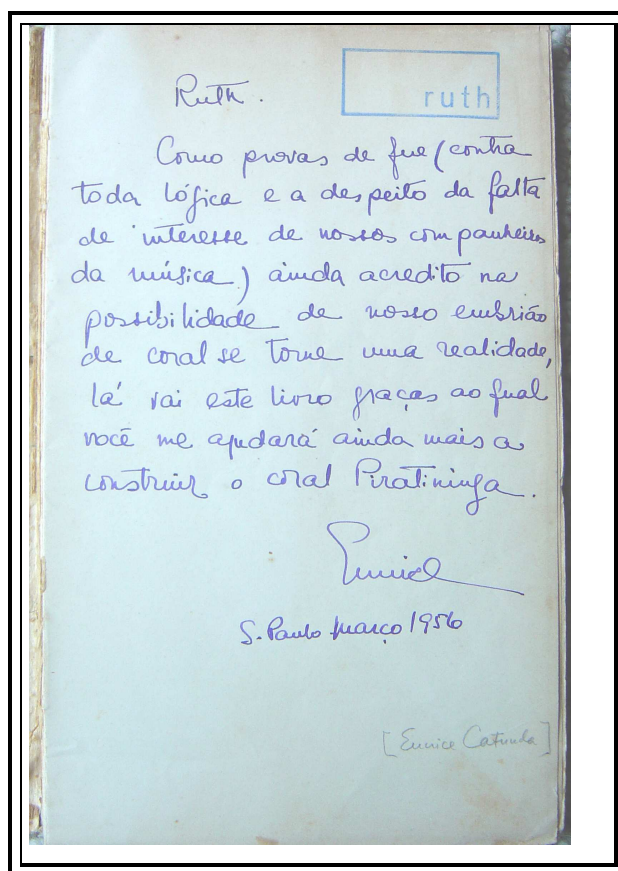 Ruth.
ruth
Como provas de que (contra
toda lógica e a despeito da falta
de interesse de nossos companheiros
da música) ainda acredito na
possibilidade de nosso embrião
de coral se torne uma realidade,
lá vai este livro graças ao qual
você me ajudará ainda mais a
construir o coral Piratininga.
Eunice
S. Paulo Março 1956
[Eunice Catunda]